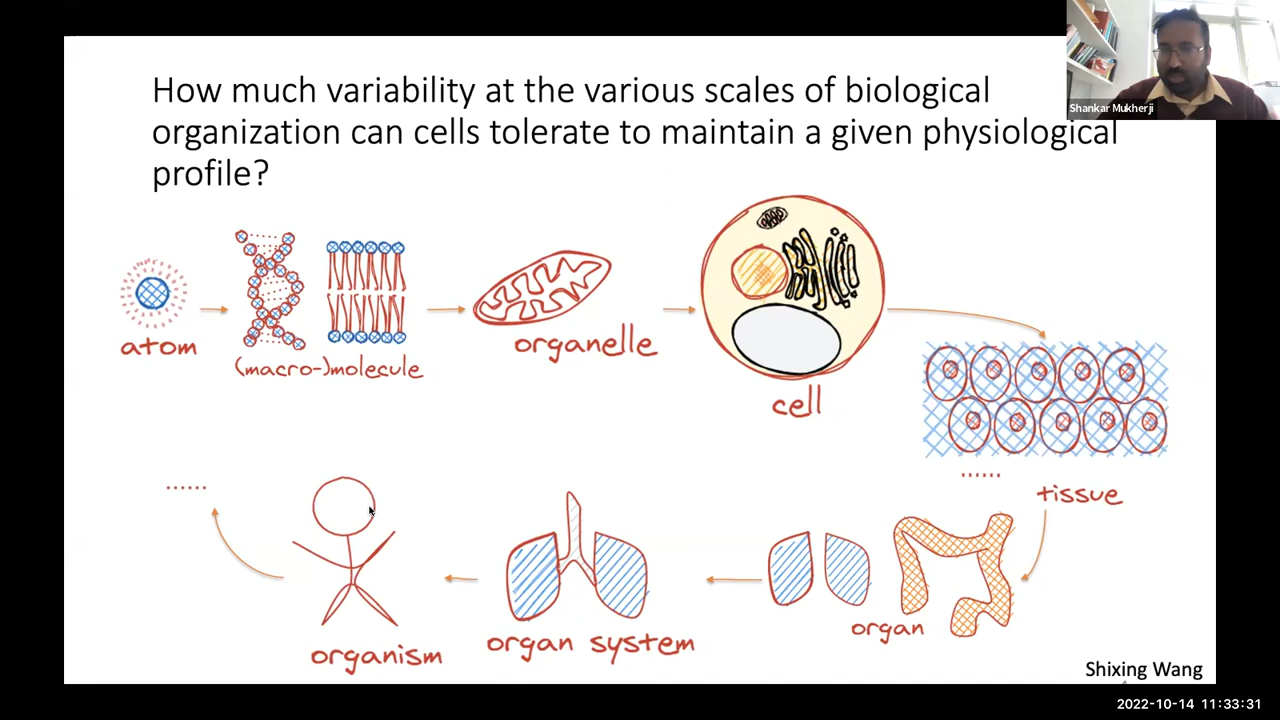 How much variability at the various scales of biological
organization can cells tolerate to maintain a given physiological
profile?
Shankar Mukherji
atom
(macro-)molecule
organelle
cell
......
tissue
......
organism
organ system
organ
Shixing Wang
2022-10-14 11:33:31